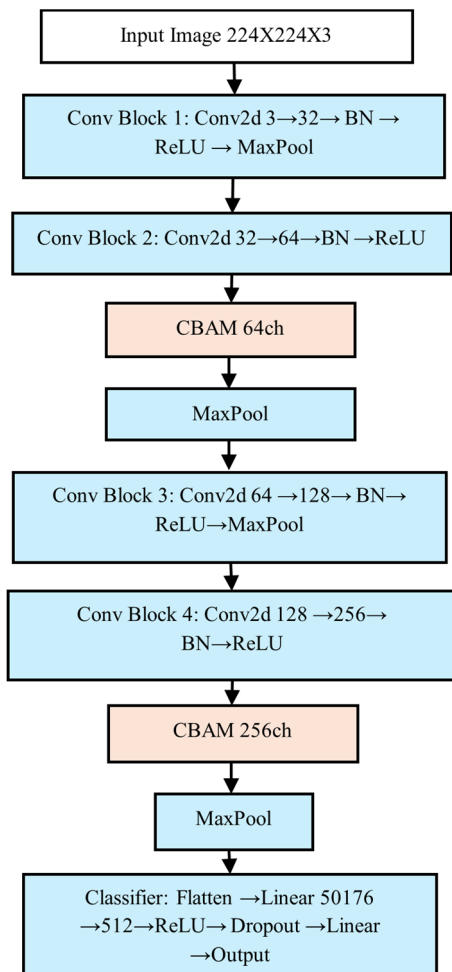 Input Image 224X224X3
Conv Block 1: Conv2d 3→32→ BN →
ReLU → MaxPool
Conv Block 2: Conv2d 32→64→BN →ReLU
CBAM 64ch
MaxPool
Conv Block 3: Conv2d 64 →128→ BN→
ReLU→MaxPool
Conv Block 4: Conv2d 128 →256→
BN→ReLU
CBAM 256ch
MaxPool
Classifier: Flatten →Linear 50176
→512→ReLU→ Dropout →Linear
→Output